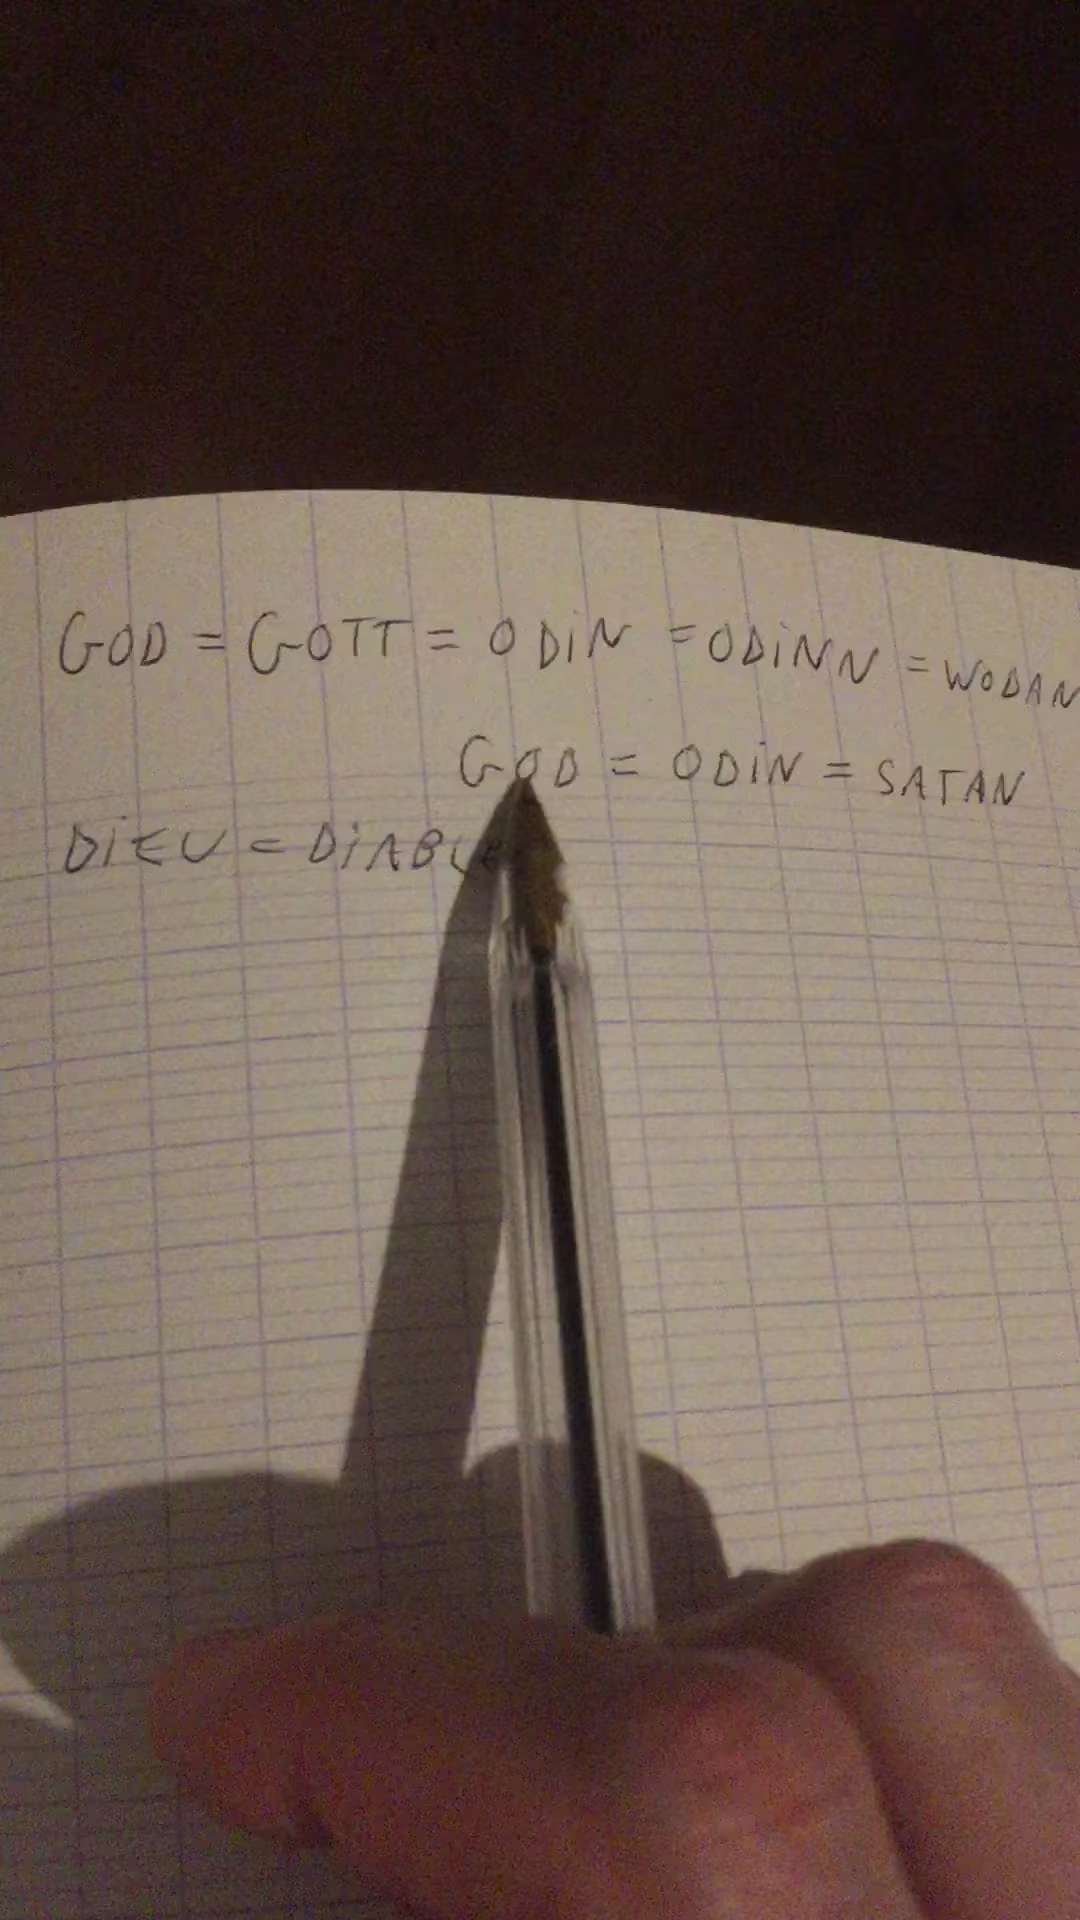 GOD = GOTT = ODiN = ODiNN = WODAN
GOD = ODiN = SATAN
DiEU = DiABLE